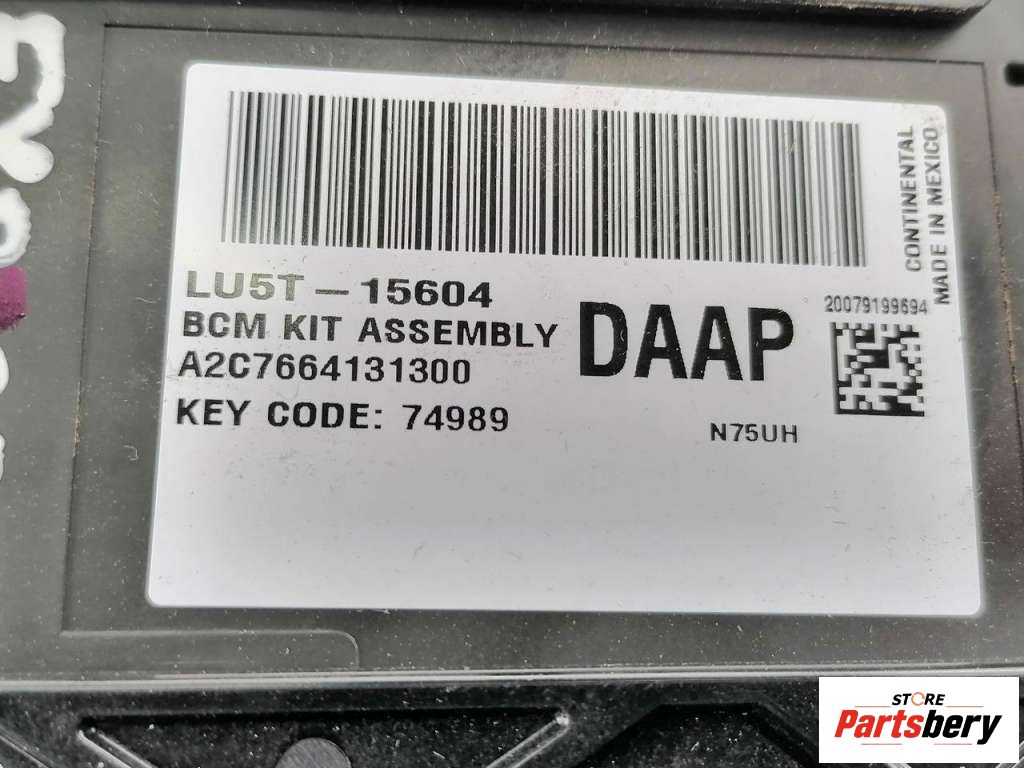 LU5T-15604
BCM KIT ASSEMBLY
A2C7664131300
KEY CODE: 74989
DAAP
N75UH
20079199694
CONTINENTAL
MADE IN MEXICO
STORE
Partsbery